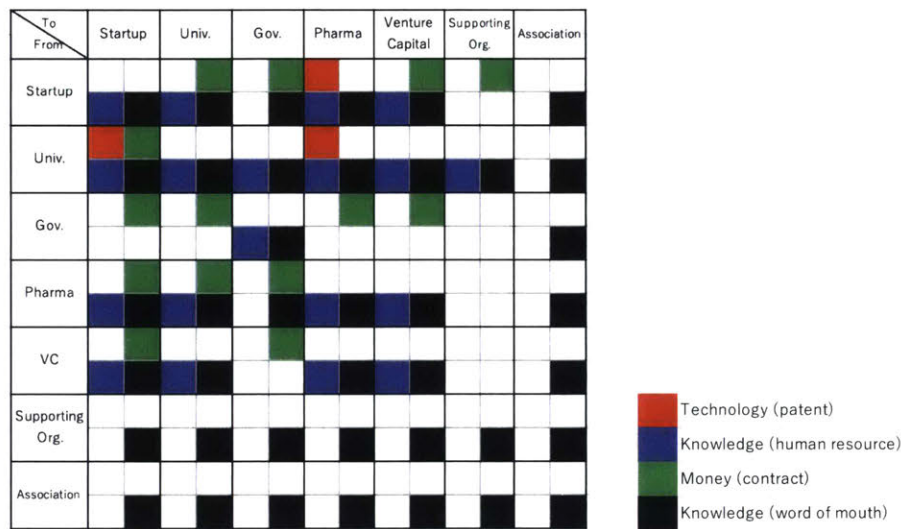 To
From
Startup
Univ.
Gov.
Pharma
Venture
Capital
Supporting
Org.
Association
Startup
Univ.
Gov.
Pharma
VC
Supporting
Org.
Association
Technology (patent)
Knowledge (human resource)
Money (contract)
Knowledge (word of mouth)